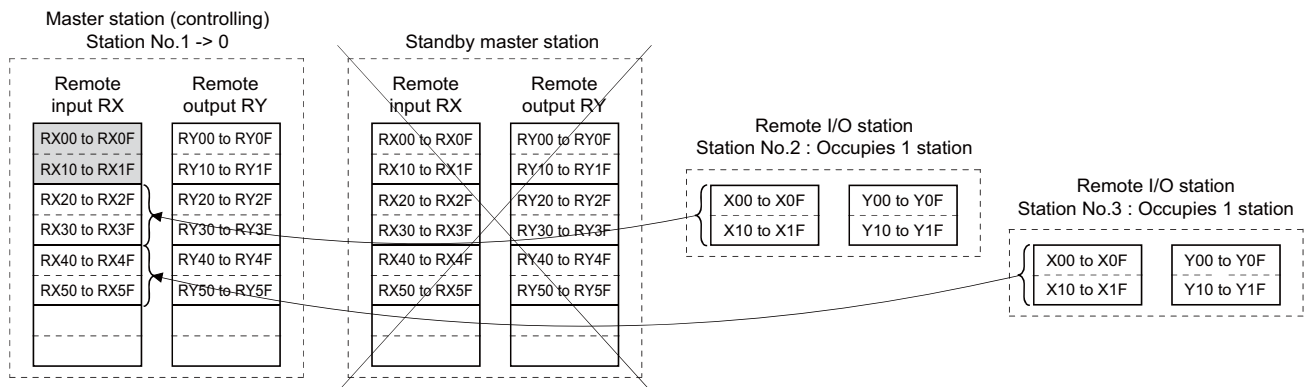 Master station (controlling)
Station No.1 -> 0
Remote
input RX
Remote
output RY
RX00 to RX0F
RY00 to RY0F
RX10 to RX1F
RY10 to RY1F
RX20 to RX2F
RY20 to RY2F
RX30 to RX3F
RY30 to RY3F
RX40 to RX4F
RY40 to RY4F
RX50 to RX5F
RY50 to RY5F
Standby master station
Remote
input RX
Remote
output RY
RX00 to RX0F
RY00 to RY0F
RX10 to RX1F
RY10 to RY1F
RX20 to RX2F
RY20 to RY2F
RX30 to RX3F
RY30 to RY3F
RX40 to RX4F
RY40 to RY4F
RX50 to RX5F
RY50 to RY5F
Remote I/O station
Station No.2 : Occupies 1 station
X00 to X0F
Y00 to Y0F
X10 to X1F
Y10 to Y1F
Remote I/O station
Station No.3 : Occupies 1 station
X00 to X0F
Y00 to Y0F
X10 to X1F
Y10 to Y1F